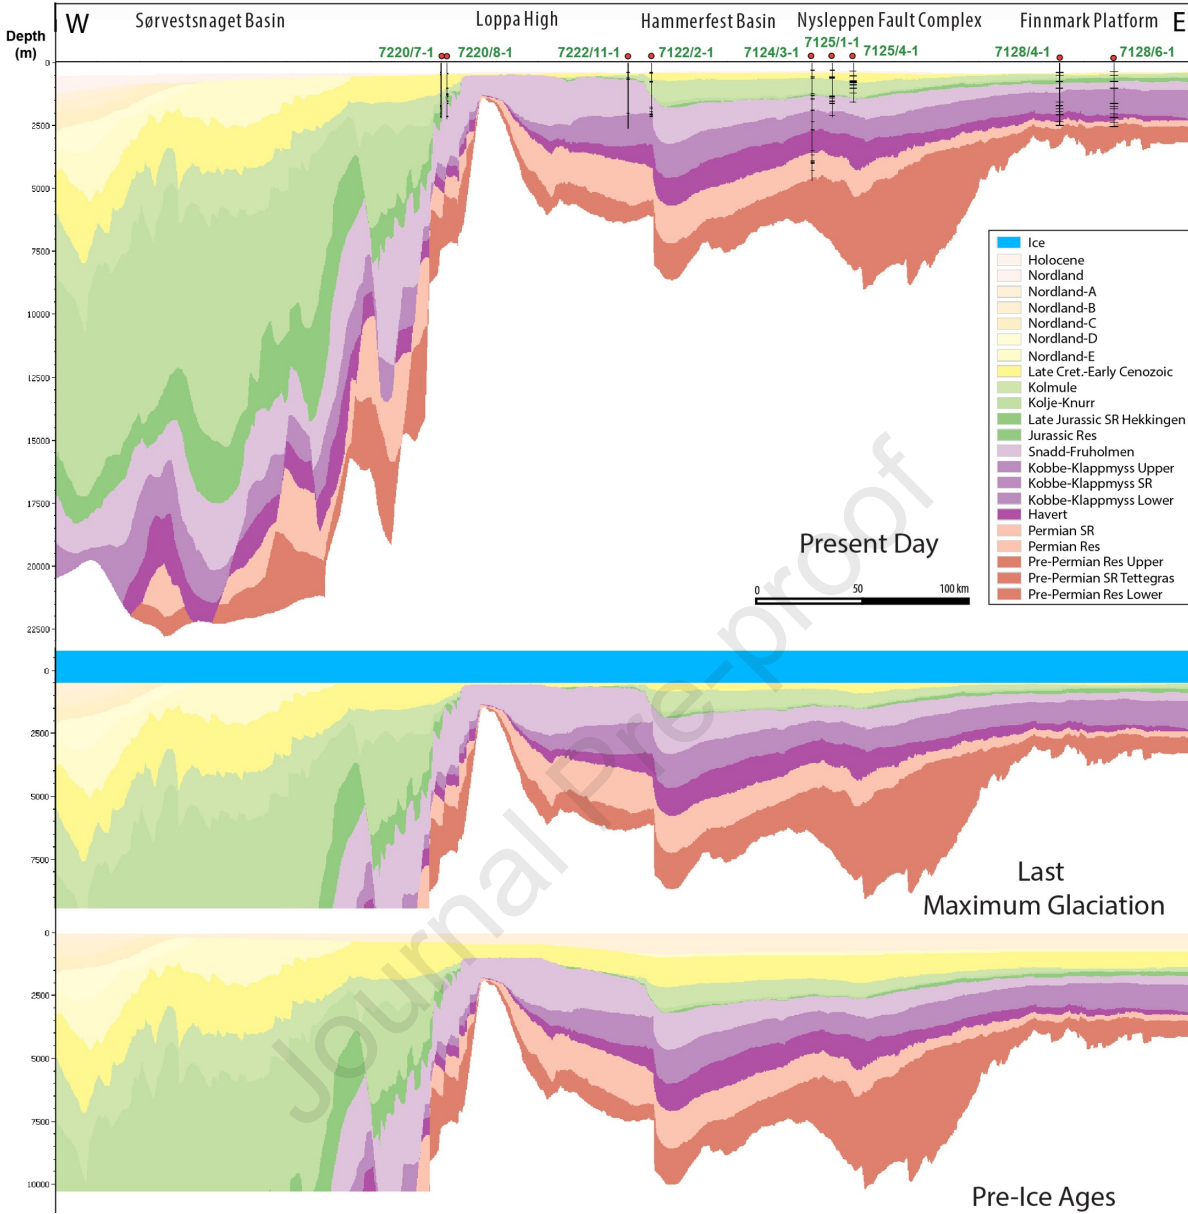 W
Sørvestsnaget Basin
Loppa High
Hammerfest Basin
Nysleppen Fault Complex
Finnmark Platform
E
Depth
(m)
7220/7-1
7220/8-1
7222/11-1
7122/2-1
7124/3-1
7125/1-1
7125/4-1
7128/4-1
7128/6-1
0
2500
5000
7500
10000
12500
15000
17500
20000
22500
Ice
Holocene
Nordland
Nordland-A
Nordland-B
Nordland-C
Nordland-D
Nordland-E
Late Cret.-Early Cenozoic
Kolmule
Kolje-Knurr
Late Jurassic SR Hekkingen
Jurassic Res
Snadd-Fruholmen
Kobbe-Klappmyss Upper
Kobbe-Klappmyss SR
Kobbe-Klappmyss Lower
Havert
Permian SR
Permian Res
Pre-Permian Res Upper
Pre-Permian SR Tettegras
Pre-Permian Res Lower
Present Day
0 50 100 km
0
2500
5000
7500
Last
Maximum Glaciation
0
2500
5000
7500
10000
Pre-Ice Ages
Journal Pre-proof